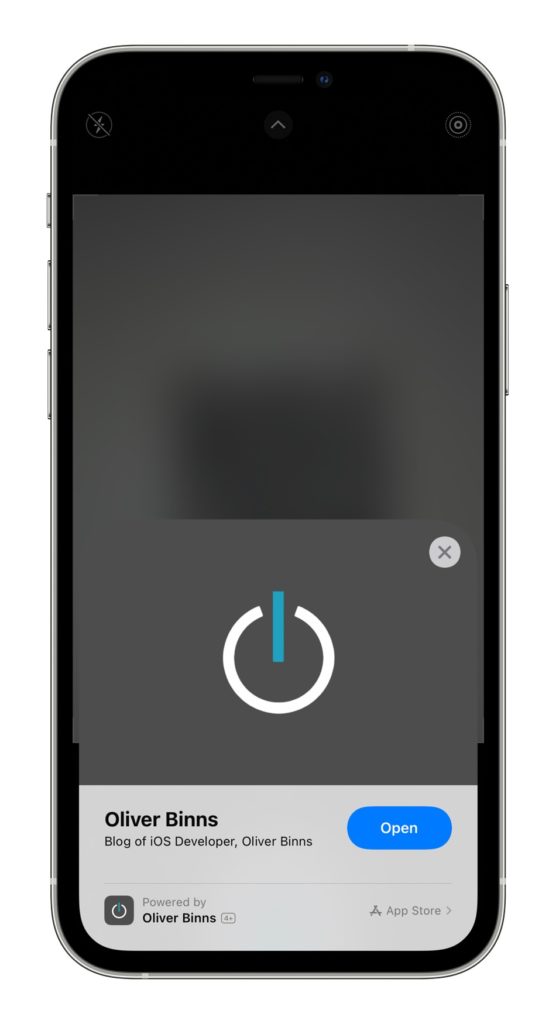 Oliver Binns
Blog of iOS Developer, Oliver Binns
Open
Powered by
Oliver Binns 4+
App Store